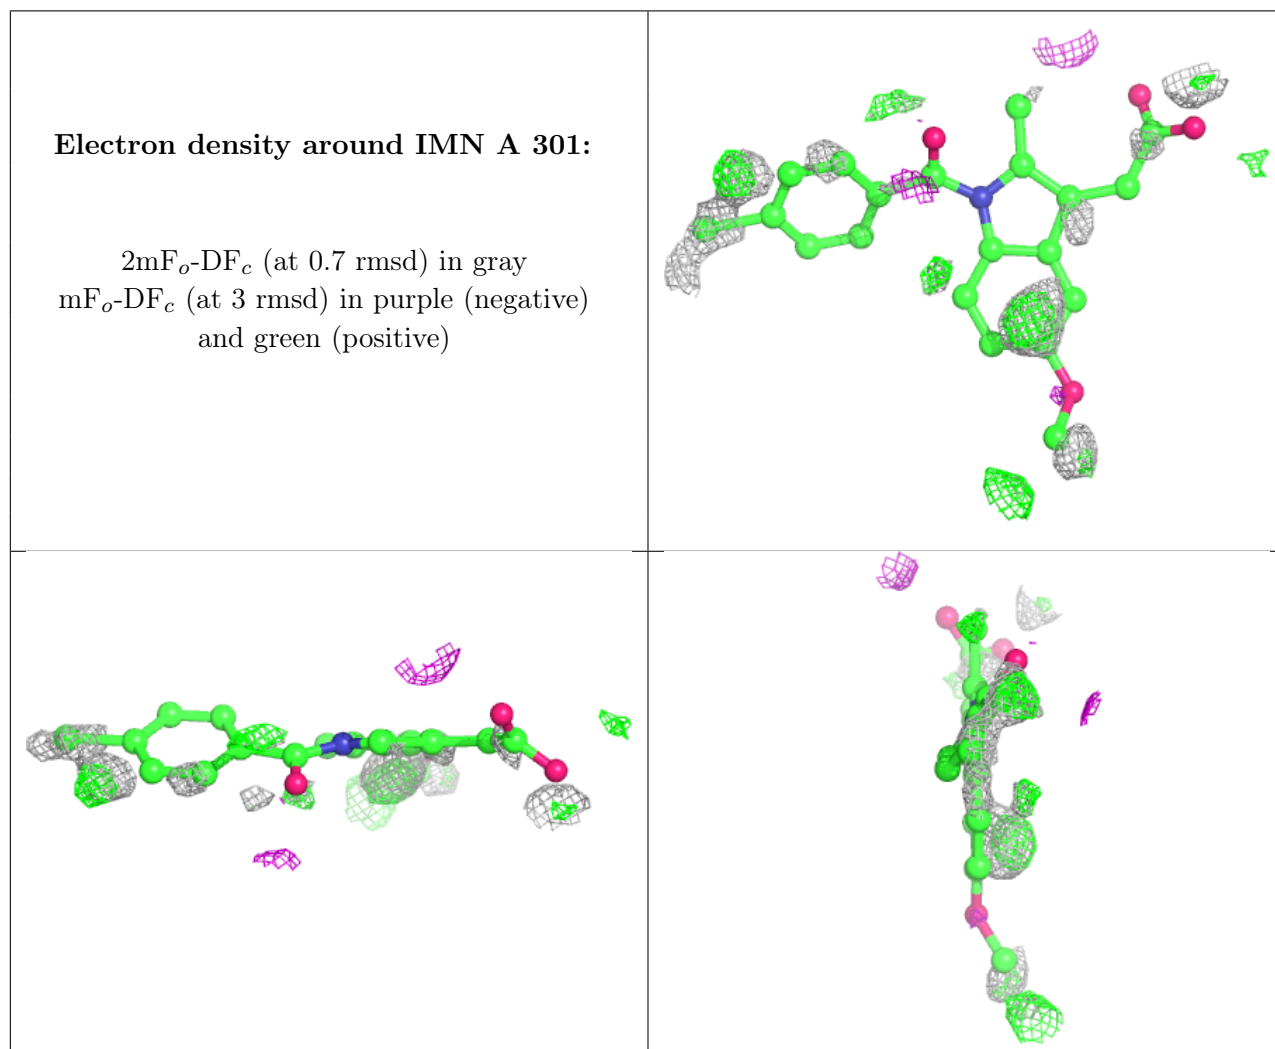 Electron density around IMN A 301:
2mFo-DFc (at 0.7 rmsd) in gray
mFo-DFc (at 3 rmsd) in purple (negative)
and green (positive)